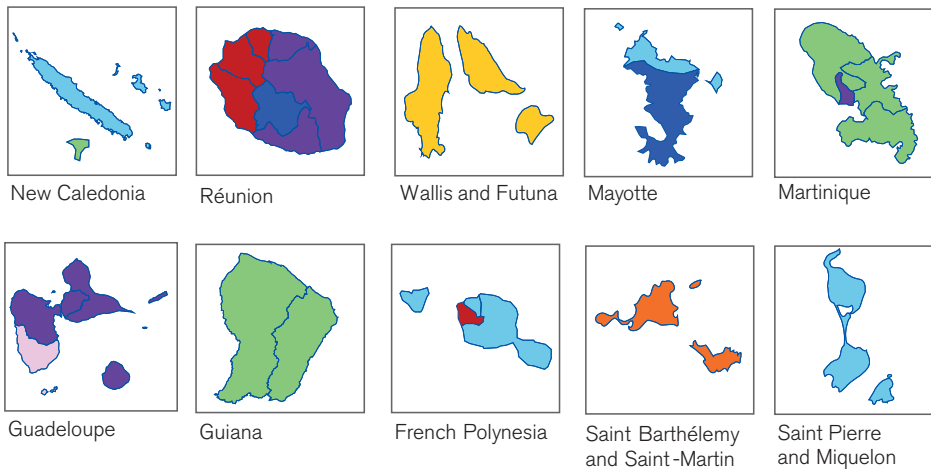 New Caledonia
Réunion
Wallis and Futuna
Mayotte
Martinique
Guadeloupe
Guiana
French Polynesia
Saint Barthélemy
and Saint-Martin
Saint Pierre
and Miquelon